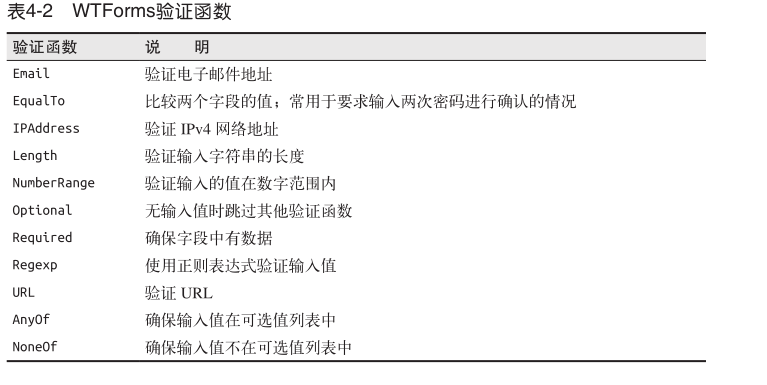 表4-2 WTForms验证函数
验证函数 说 明
Email 验证电子邮件地址
EqualTo 比较两个字段的值；常用于要求输入两次密码进行确认的情况
IPAddress 验证 IPv4 网络地址
Length 验证输入字符串的长度
NumberRange 验证输入的值在数字范围内
Optional 无输入值时跳过其他验证函数
Required 确保字段中有数据
Regexp 使用正则表达式验证输入值
URL 验证 URL
AnyOf 确保输入值在可选值列表中
NoneOf 确保输入值不在可选值列表中